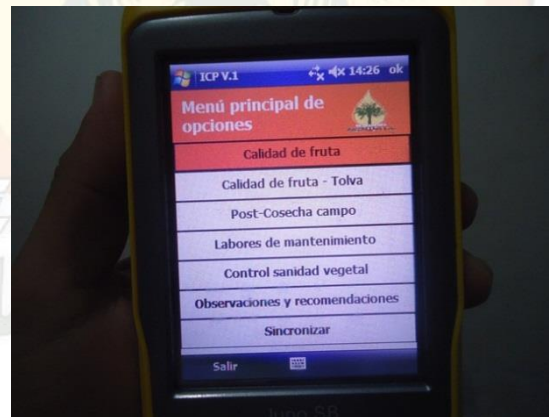 ICP V.1 14:26 ok
Menú principal de
opciones
Calidad de fruta
Calidad de fruta - Tolva
Post-Cosecha campo
Labores de mantenimiento
Control sanidad vegetal
Observaciones y recomendaciones
Sincronizar
Salir
Juno SB